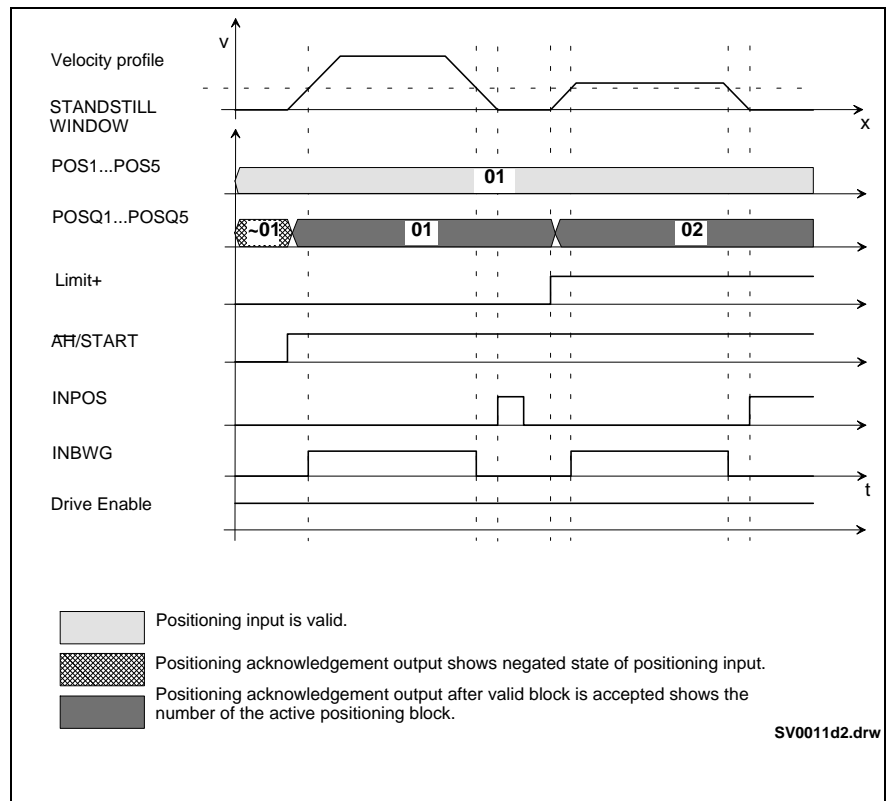 v
Velocity profile
STANDSTILL
WINDOW
x
POS1...POS5
01
POSQ1...POSQ5
~01
01
02
Limit+
AH/START
INPOS
INBWG
t
Drive Enable
Positioning input is valid.
Positioning acknowledgement output shows negated state of positioning input.
Positioning acknowledgement output after valid block is accepted shows the
number of the active positioning block.
SV0011d2.drw